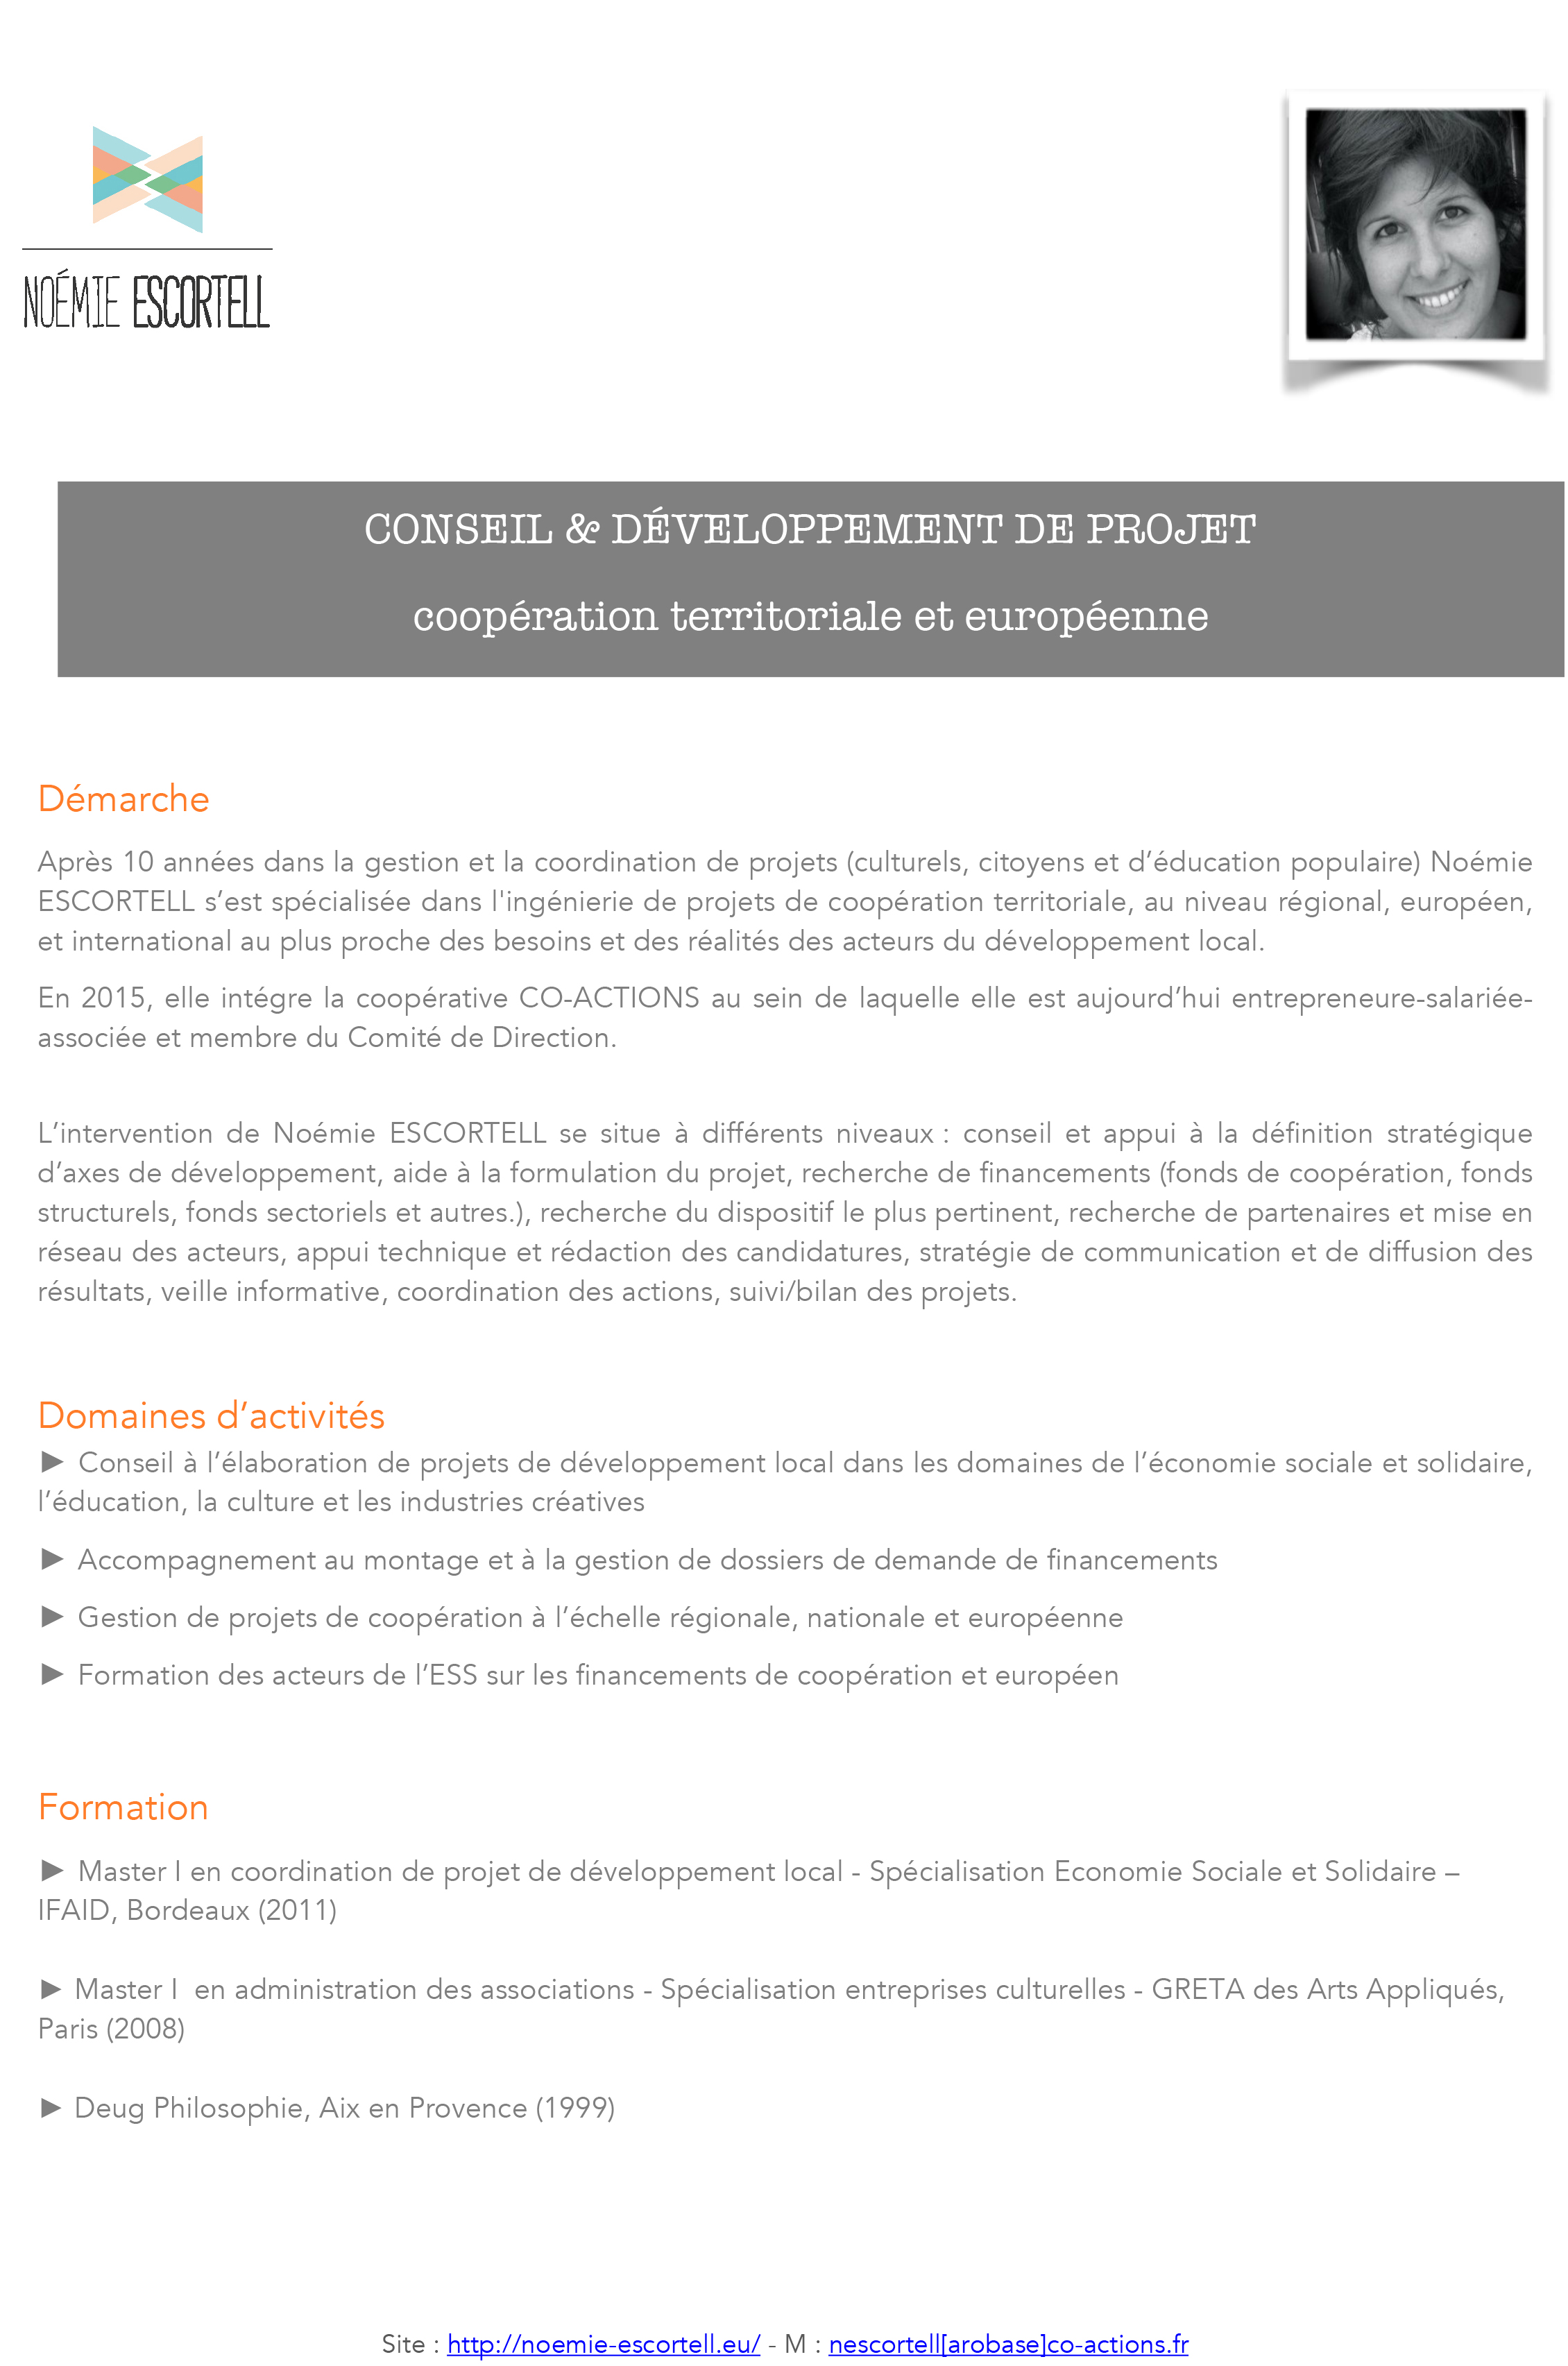 NOÉMIE ESCORTELL
CONSEIL & DÉVELOPPEMENT DE PROJET
coopération territoriale et européenne
Démarche
Après 10 années dans la gestion et la coordination de projets (culturels, citoyens et d’éducation populaire) Noémie
ESCORTELL s’est spécialisée dans l'ingénierie de projets de coopération territoriale, au niveau régional, européen,
et international au plus proche des besoins et des réalités des acteurs du développement local.
En 2015, elle intégre la coopérative CO-ACTIONS au sein de laquelle elle est aujourd’hui entrepreneure-salariée-
associée et membre du Comité de Direction.
L’intervention de Noémie ESCORTELL se situe à différents niveaux : conseil et appui à la définition stratégique
d’axes de développement, aide à la formulation du projet, recherche de financements (fonds de coopération, fonds
structurels, fonds sectoriels et autres.), recherche du dispositif le plus pertinent, recherche de partenaires et mise en
réseau des acteurs, appui technique et rédaction des candidatures, stratégie de communication et de diffusion des
résultats, veille informative, coordination des actions, suivi/bilan des projets.
Domaines d’activités
► Conseil à l’élaboration de projets de développement local dans les domaines de l’économie sociale et solidaire,
l’éducation, la culture et les industries créatives
► Accompagnement au montage et à la gestion de dossiers de demande de financements
► Gestion de projets de coopération à l’échelle régionale, nationale et européenne
► Formation des acteurs de l’ESS sur les financements de coopération et européen
Formation
► Master I en coordination de projet de développement local - Spécialisation Economie Sociale et Solidaire –
IFAID, Bordeaux (2011)
► Master I  en administration des associations - Spécialisation entreprises culturelles - GRETA des Arts Appliqués,
Paris (2008)
► Deug Philosophie, Aix en Provence (1999)
Site : http://noemie-escortell.eu/ - M : nescortell[arobase]co-actions.fr